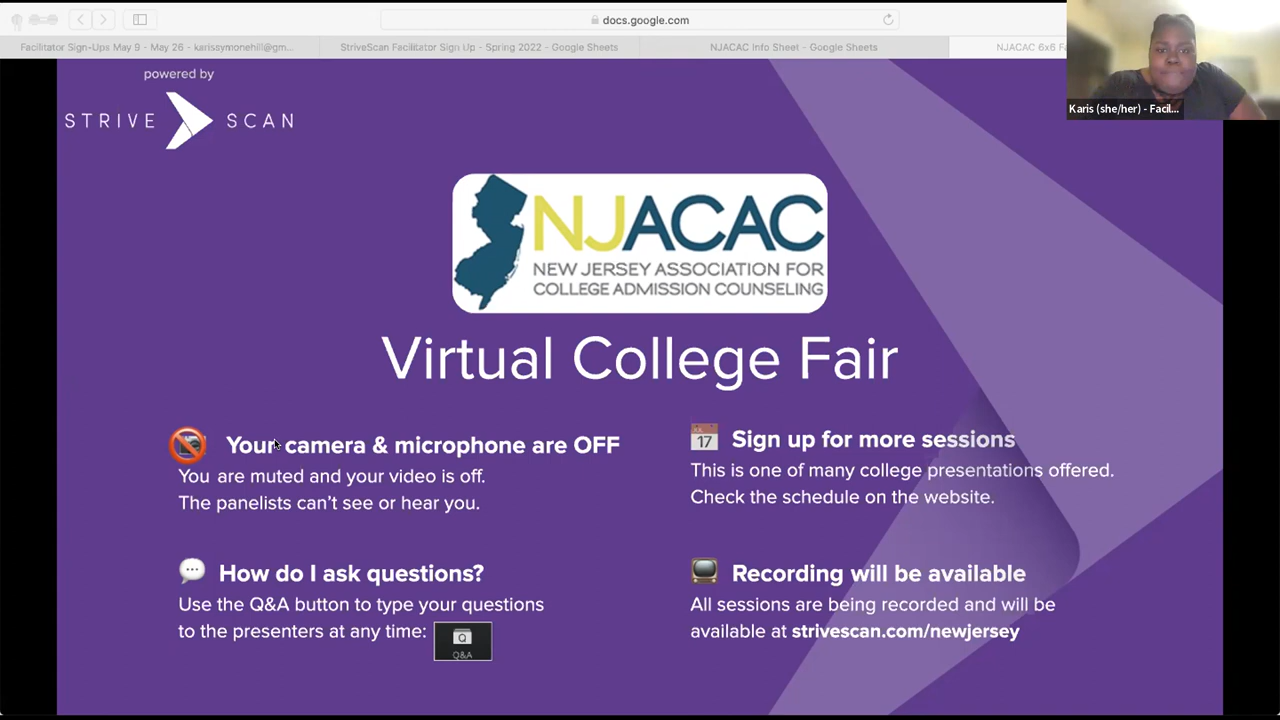 docs.google.com
Facilitator Sign-Ups May 9 - May 26 - karissymonehill@gm...
StriveScan Facilitator Sign Up - Spring 2022 - Google Sheets
NJACAC Info Sheet - Google Sheets
NJACAC 6x6 Fa
Karis (she/her) - Facil...
powered by
STRIVE SCAN
NJACAC
NEW JERSEY ASSOCIATION FOR
COLLEGE ADMISSION COUNSELING
Virtual College Fair
Your camera & microphone are OFF
You are muted and your video is off.
The panelists can't see or hear you.
JUL
17
Sign up for more sessions
This is one of many college presentations offered.
Check the schedule on the website.
How do I ask questions?
Use the Q&A button to type your questions
to the presenters at any time:
Q
Q&A
Recording will be available
All sessions are being recorded and will be
available at strivescan.com/newjersey